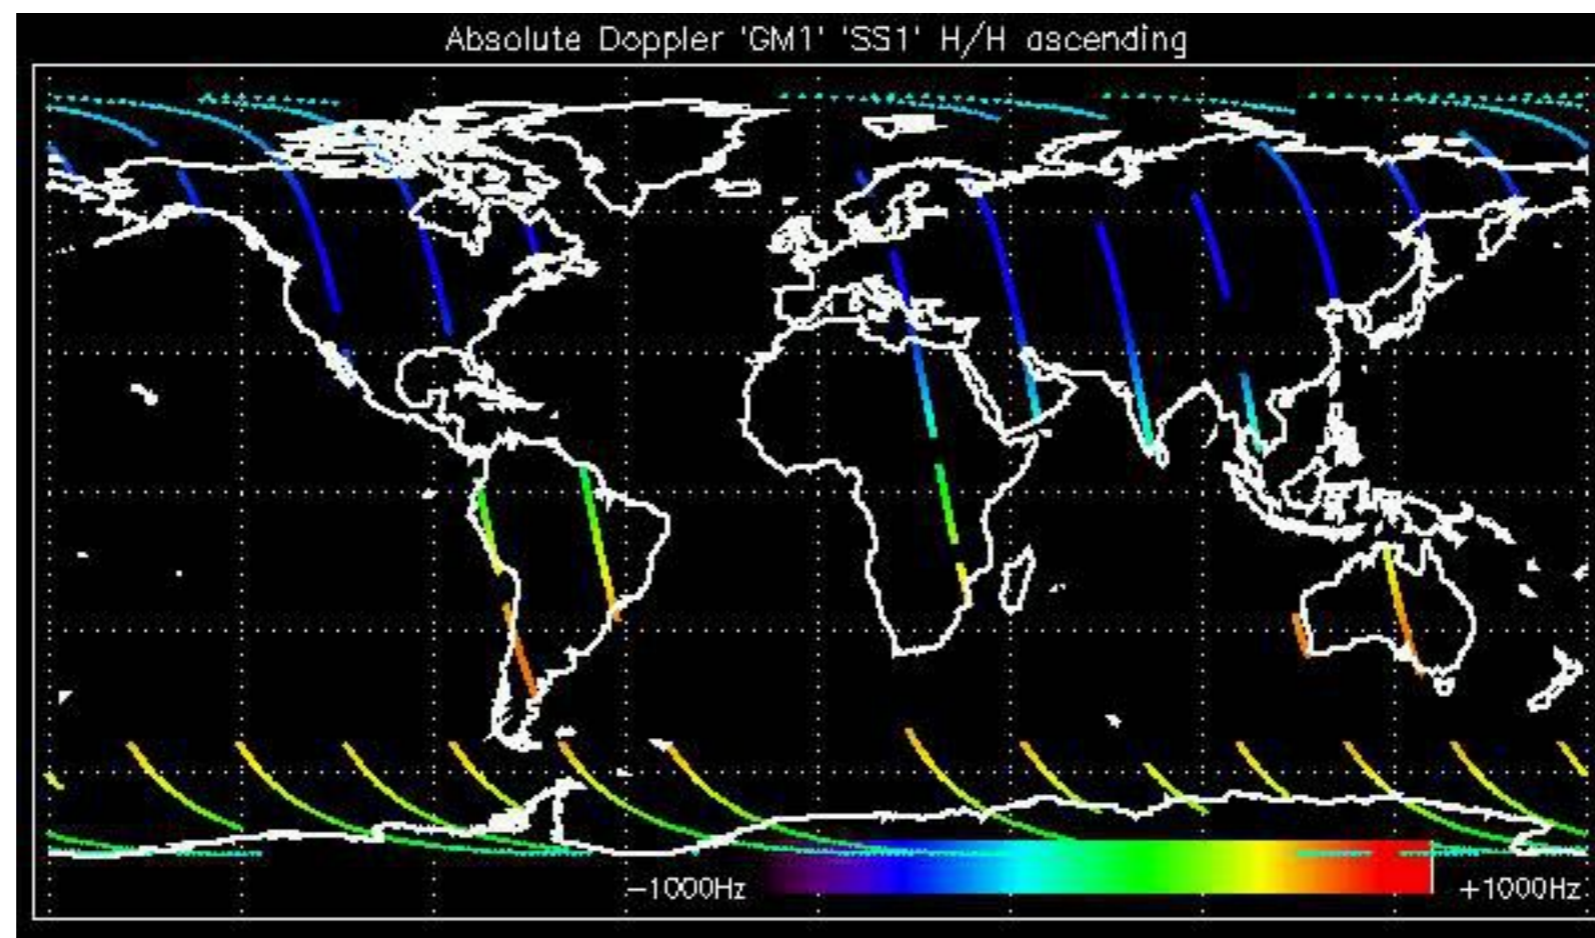 Absolute Doppler 'GM1' 'SS1' H/H ascending
-1000Hz
+1000Hz